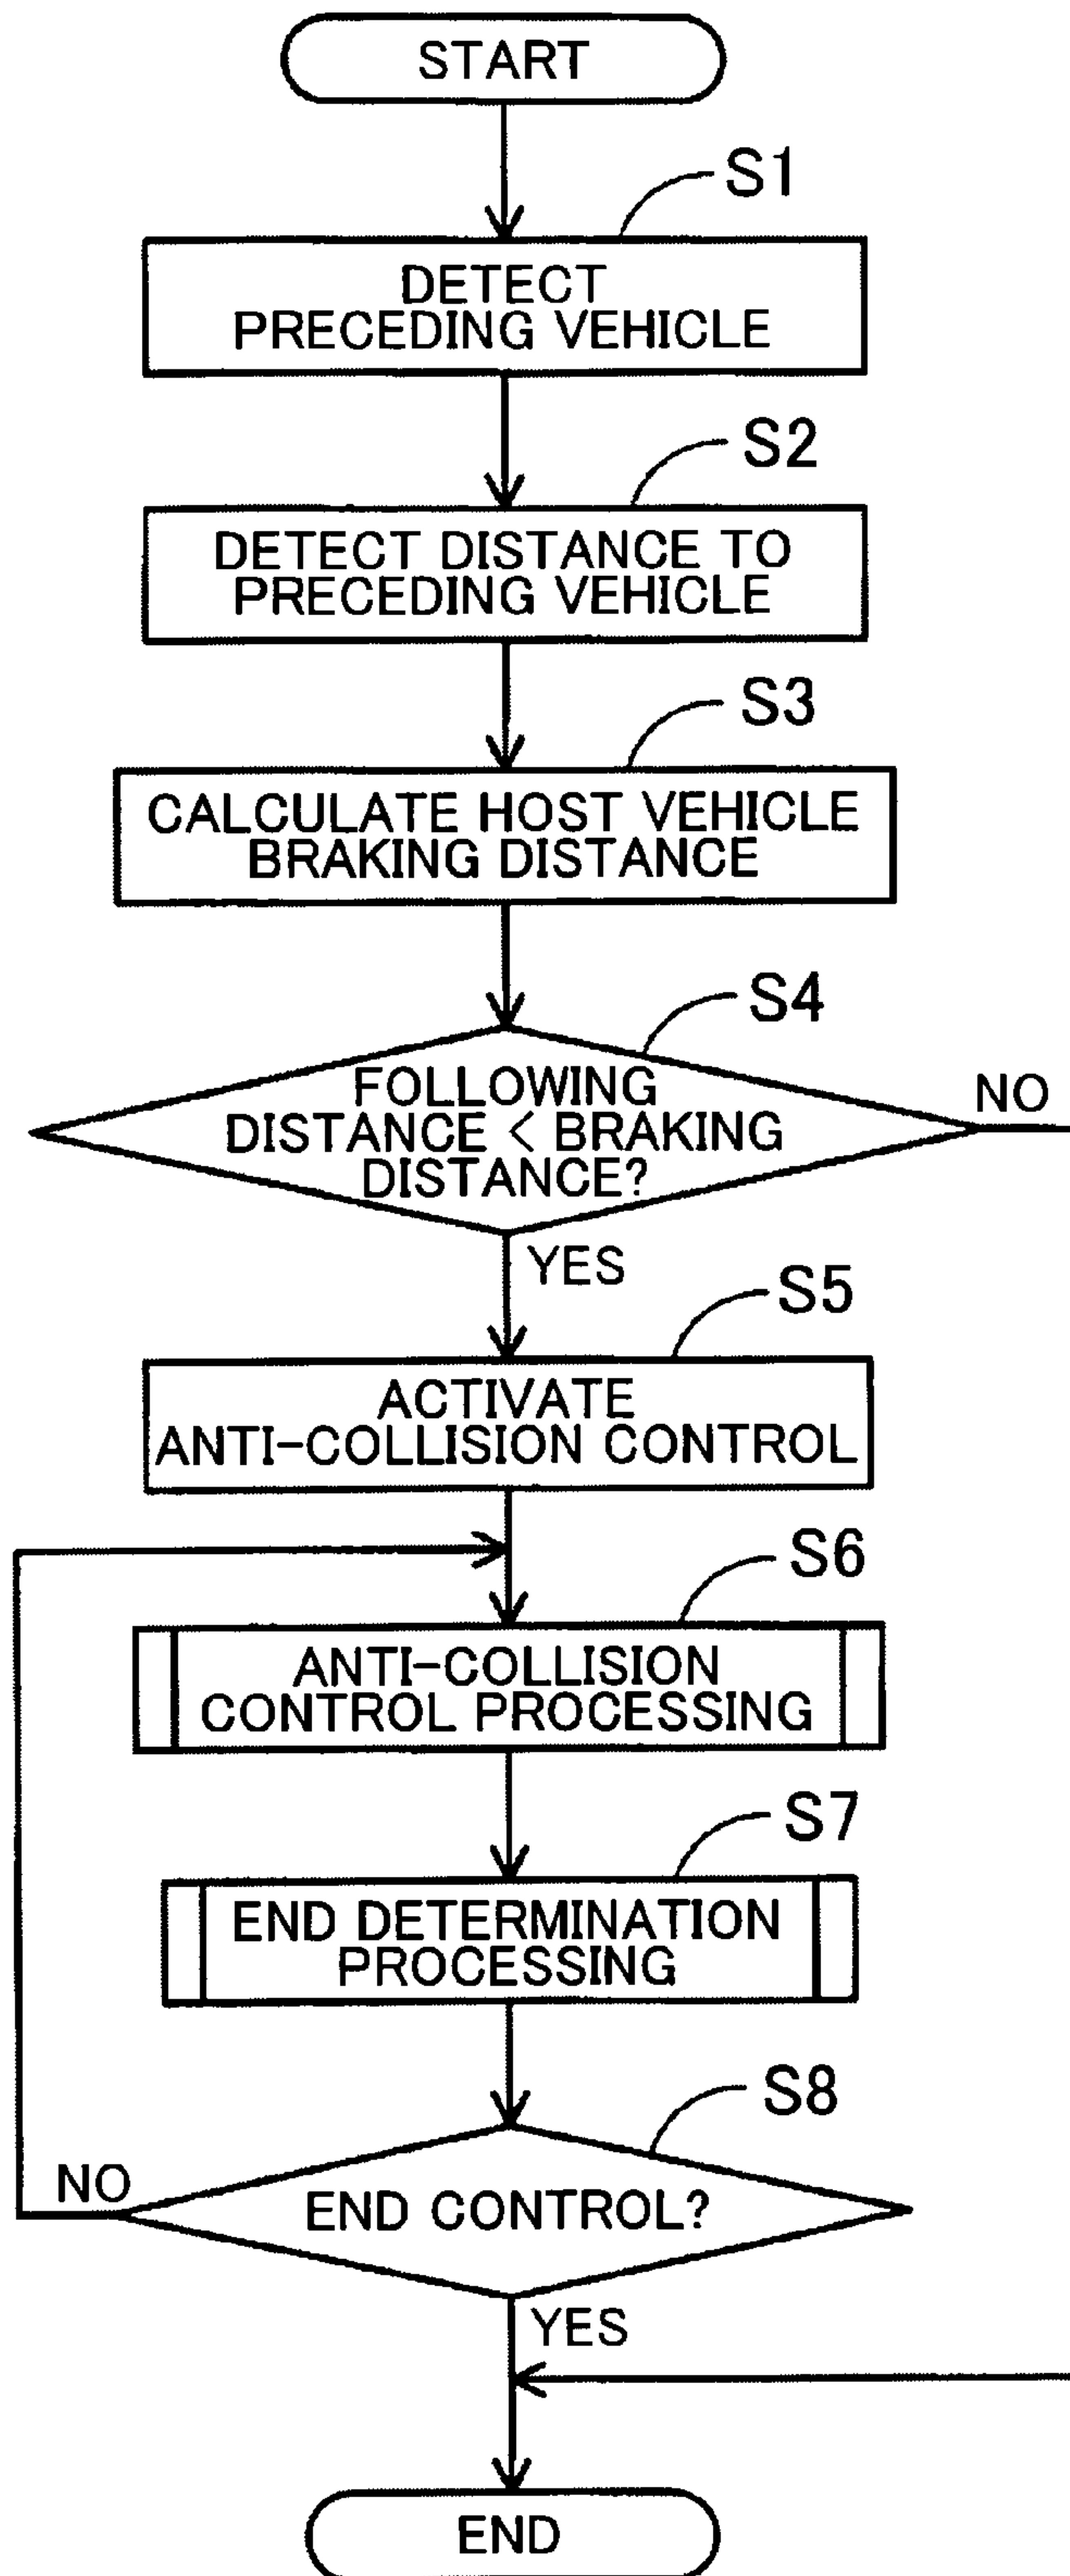 START
S1
DETECT
PRECEDING VEHICLE
S2
DETECT DISTANCE TO
PRECEDING VEHICLE
S3
CALCULATE HOST VEHICLE
BRAKING DISTANCE
S4
FOLLOWING
DISTANCE < BRAKING
DISTANCE?
NO
YES
S5
ACTIVATE
ANTI-COLLISION CONTROL
S6
ANTI-COLLISION
CONTROL PROCESSING
S7
END DETERMINATION
PROCESSING
S8
NO
END CONTROL?
YES
END